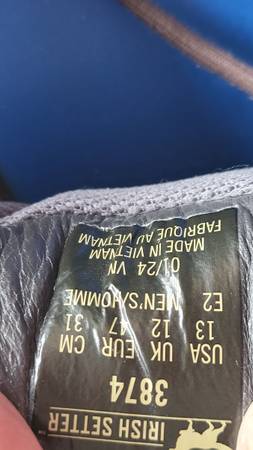 IRISH SETTER
3874
USA UK EUR CM
13 12 47 31
E2 MEN'S/HOMME
01/24 VN
MADE IN VIETNAM
FABRIQUÉ AU VIETNAM